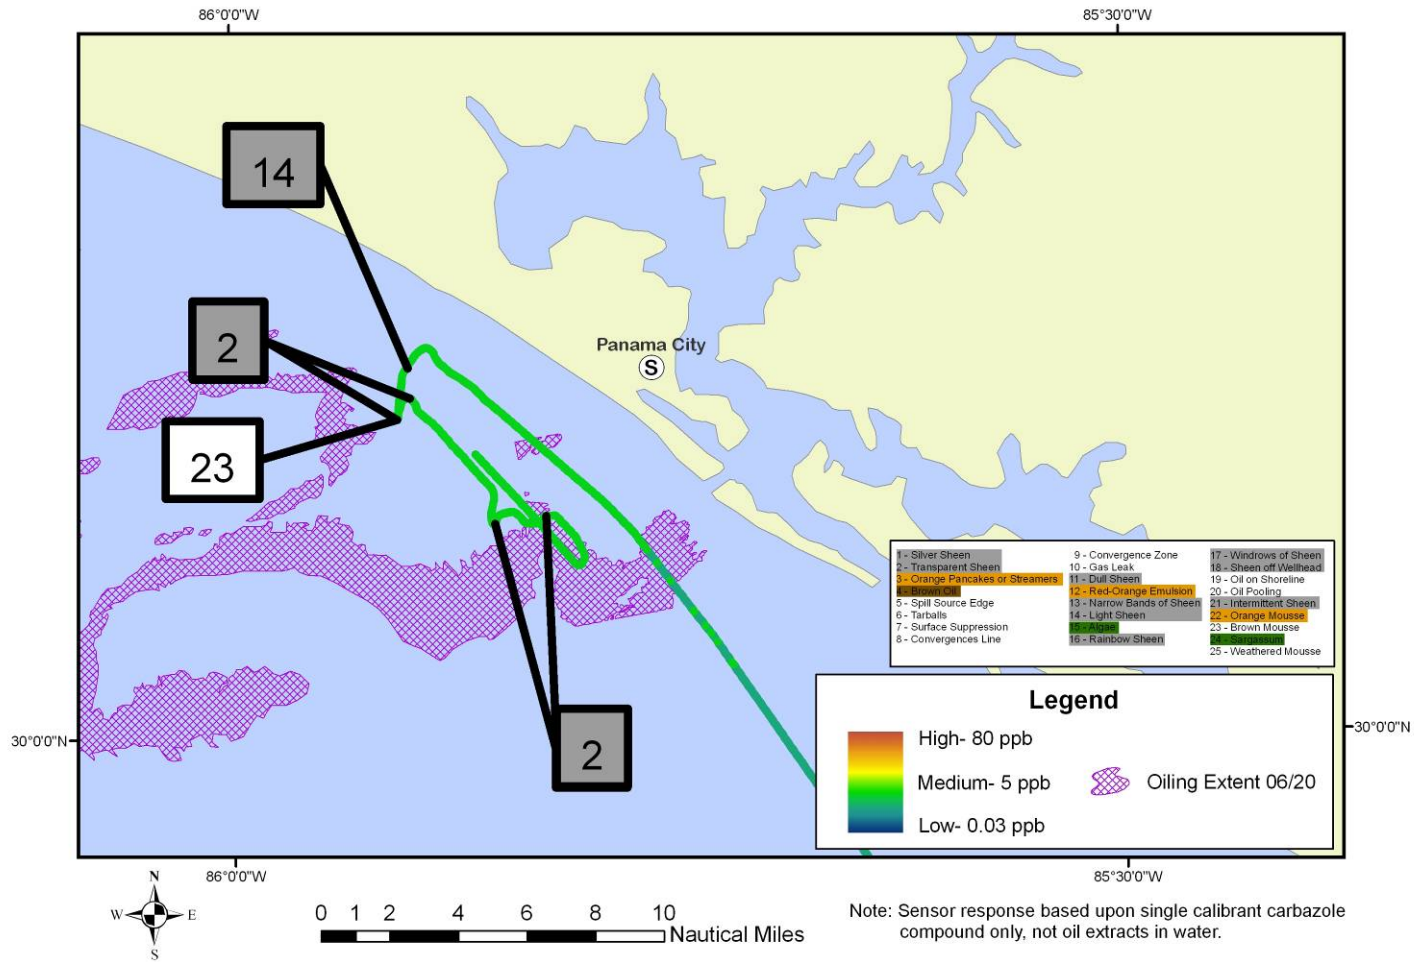 86°0'0"W
85°30'0"W
14
2
23
Panama City
S
2
1 - Silver Sheen
2 - Transparent Sheen
3 - Orange Pancakes or Streamers
4 - Brown Oil
5 - Spill Source Edge
6 - Tarballs
7 - Surface Suppression
8 - Convergences Line
9 - Convergence Zone
10 - Gas Leak
11 - Dull Sheen
12 - Red-Orange Emulsion
13 - Narrow Bands of Sheen
14 - Light Sheen
15 - Algae
16 - Rainbow Sheen
17 - Windrows of Sheen
18 - Sheen off Wellhead
19 - Oil on Shoreline
20 - Oil Pooling
21 - Intermittent Sheen
22 - Orange Mousse
23 - Brown Mousse
24 - Sargassum
25 - Weathered Mousse
Legend
High- 80 ppb
Medium- 5 ppb
Low- 0.03 ppb
Oiling Extent 06/20
30°0'0"N
30°0'0"N
86°0'0"W
85°30'0"W
N
W E
S
0 1 2 4 6 8 10
Nautical Miles
Note: Sensor response based upon single calibrant carbazole
compound only, not oil extracts in water.